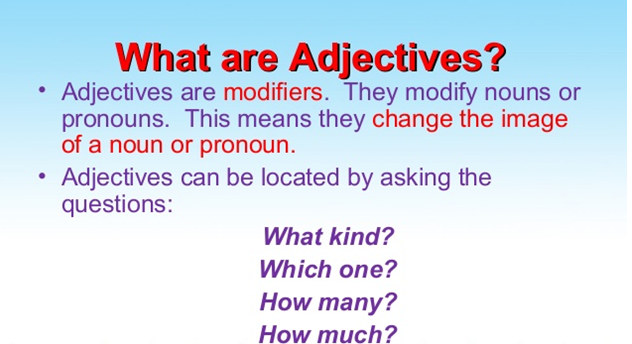 What are Adjectives?
• Adjectives are modifiers. They modify nouns or
pronouns. This means they change the image
of a noun or pronoun.
• Adjectives can be located by asking the
questions:
What kind?
Which one?
How many?
How much?